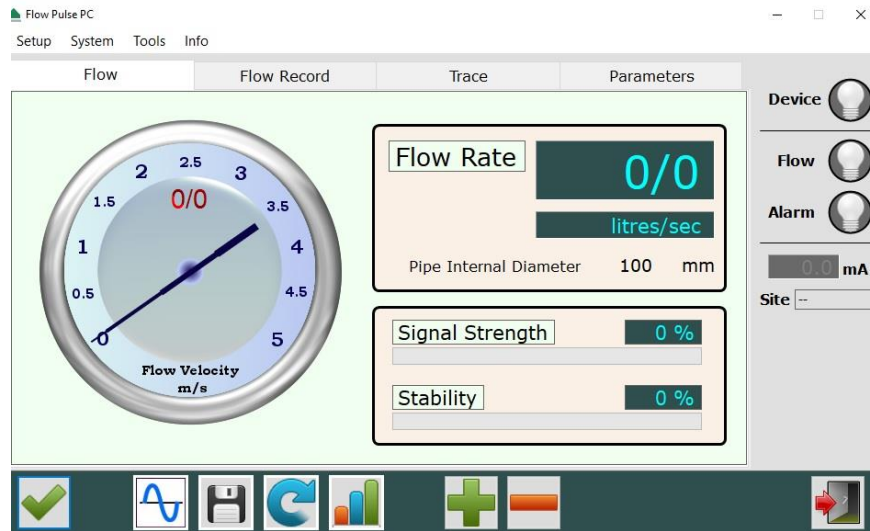 Flow Pulse PC
Setup System Tools Info
Flow Flow Record Trace Parameters
2.5
2 3
0/0
1.5 3.5
1 4
0.5 4.5
0 5
Flow Velocity
m/s
Flow Rate 0/0
litres/sec
Pipe Internal Diameter 100 mm
Signal Strength 0 %
Stability 0 %
Device
Flow
Alarm
0.0 mA
Site --